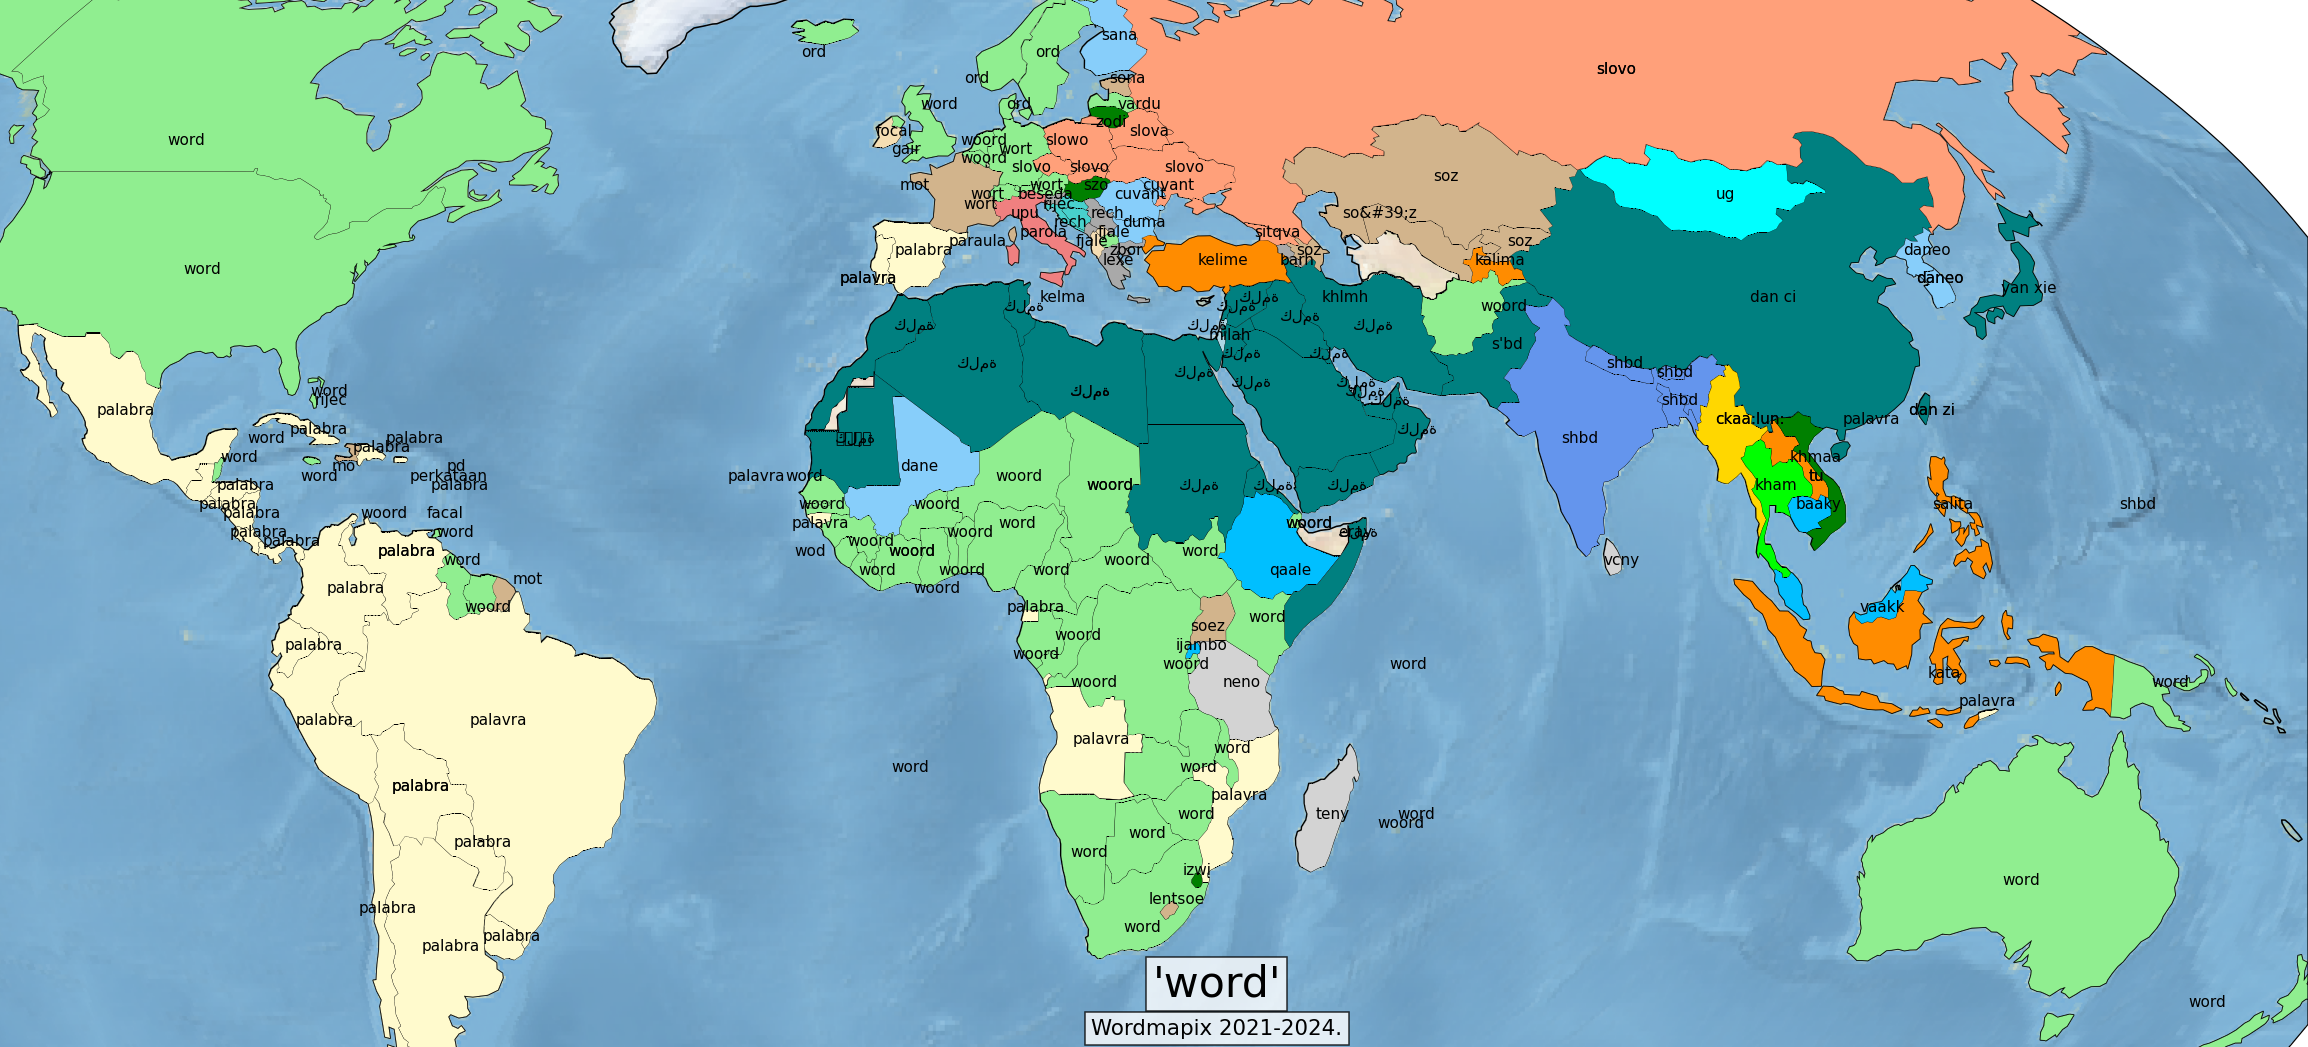 sana
ord
ord
slovo
ord
sona
word
ord
vardu
zodi
focal
slova
word
gair
woord
slowo
wort
woord
slovo
slovo
slovo
soz
mot
wort
szo
cuvant
ug
wort
beseda
cuvant
wort
rijec
upu
rech
so&#39;z
rech
duma
parola
fjale
sitqva
paraula
fjale
soz
palabra
zbor
soz
daneo
lexe
barh
kelime
kalima
word
palavra
daneo
yan xie
kelma
khlmh
dan ci
كلمة
كلمة
كلمة
woord
كلمة
كلمة
كلمة
milah
كلمة
s'bd
كلمة
كلمة
كلمة
shbd
كلمة
shbd
كلمة
كلمة
word
كلمة
كلمة
rijec
shbd
كلمة
palabra
dan zi
palabra
ckaa:lun:
palavra
كلمة
word
palabra
shbd
palabra
word
khmaa
mo
pd
dane
word
palavra
word
woord
tu
perkataan
palabra
palabra
woord
كلمة
كلمة
كلمة
kham
palabra
woord
woord
baaky
salita
shbd
palabra
woord
facal
palavra
word
woord
palabra
word
woord
palabra
wod
woord
woord
word
eray
palabra
word
woord
word
woord
word
qaale
vcny
mot
palabra
woord
woord
palabra
word
vaakk
soez
woord
palabra
ijambo
woord
woord
word
kata
woord
neno
word
palavra
palabra
palavra
palavra
word
word
word
palabra
palavra
word
teny
word
woord
word
palabra
word
izwi
word
lentsoe
palabra
word
palabra
palabra
'word'
word
Wordmapix 2021-2024.